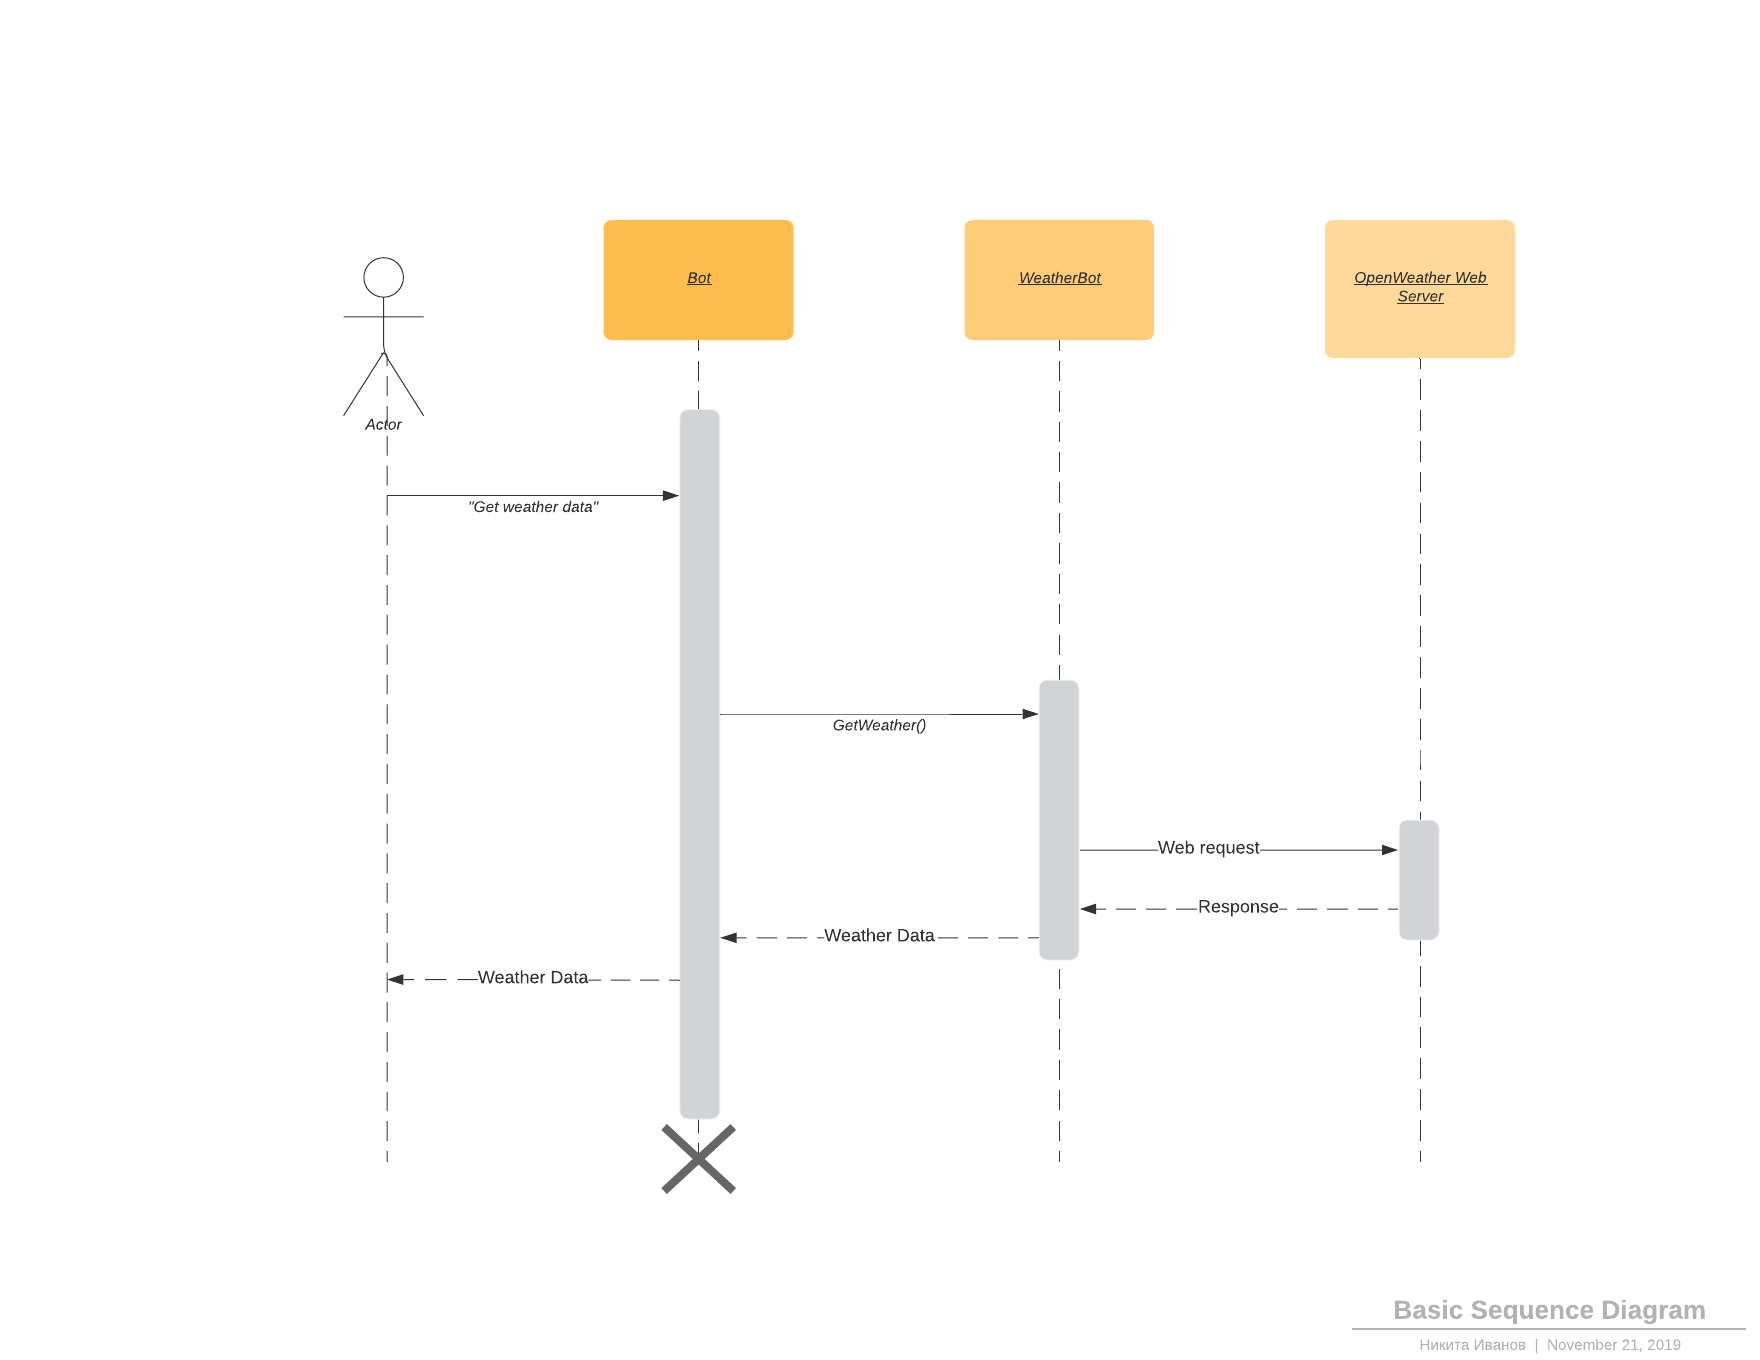 Bot
WeatherBot
OpenWeather Web
Server
Actor
"Get weather data"
GetWeather()
Web request
Response
Weather Data
Weather Data
Basic Sequence Diagram
Никита Иванов | November 21, 2019